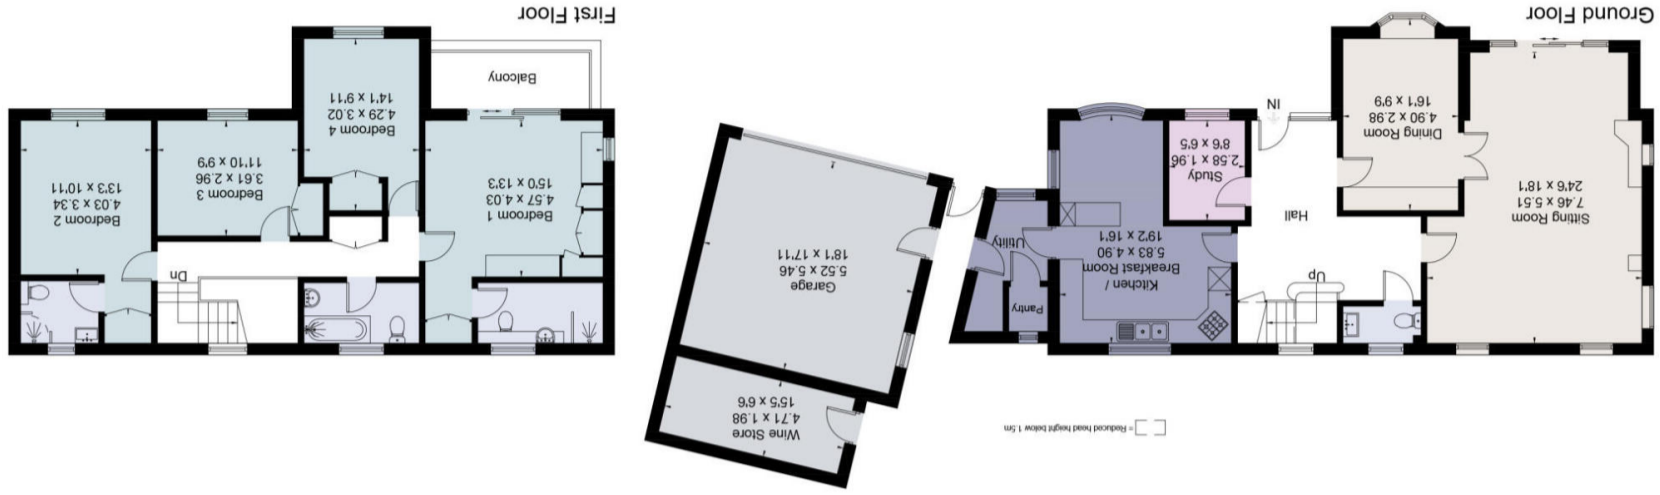 Ground Floor
Sitting Room
7.46 x 5.51
24'6 x 18'1
Dining Room
4.90 x 2.98
16'1 x 9'9
IN
Hall
Up
Study
2.58 x 1.96
8'6 x 6'5
Kitchen /
Breakfast Room
5.83 x 4.90
19'2 x 16'1
Utility
Pantry
Garage
5.52 x 5.46
18'1 x 17'11
Wine Store
4.71 x 1.98
15'5 x 6'6
= Reduced head height below 1.5m
First Floor
Balcony
Bedroom 1
4.57 x 4.03
15'0 x 13'3
Bedroom 4
4.29 x 3.02
14'1 x 9'11
Bedroom 3
3.61 x 2.96
11'10 x 9'9
Bedroom 2
4.03 x 3.34
13'3 x 10'11
Dn